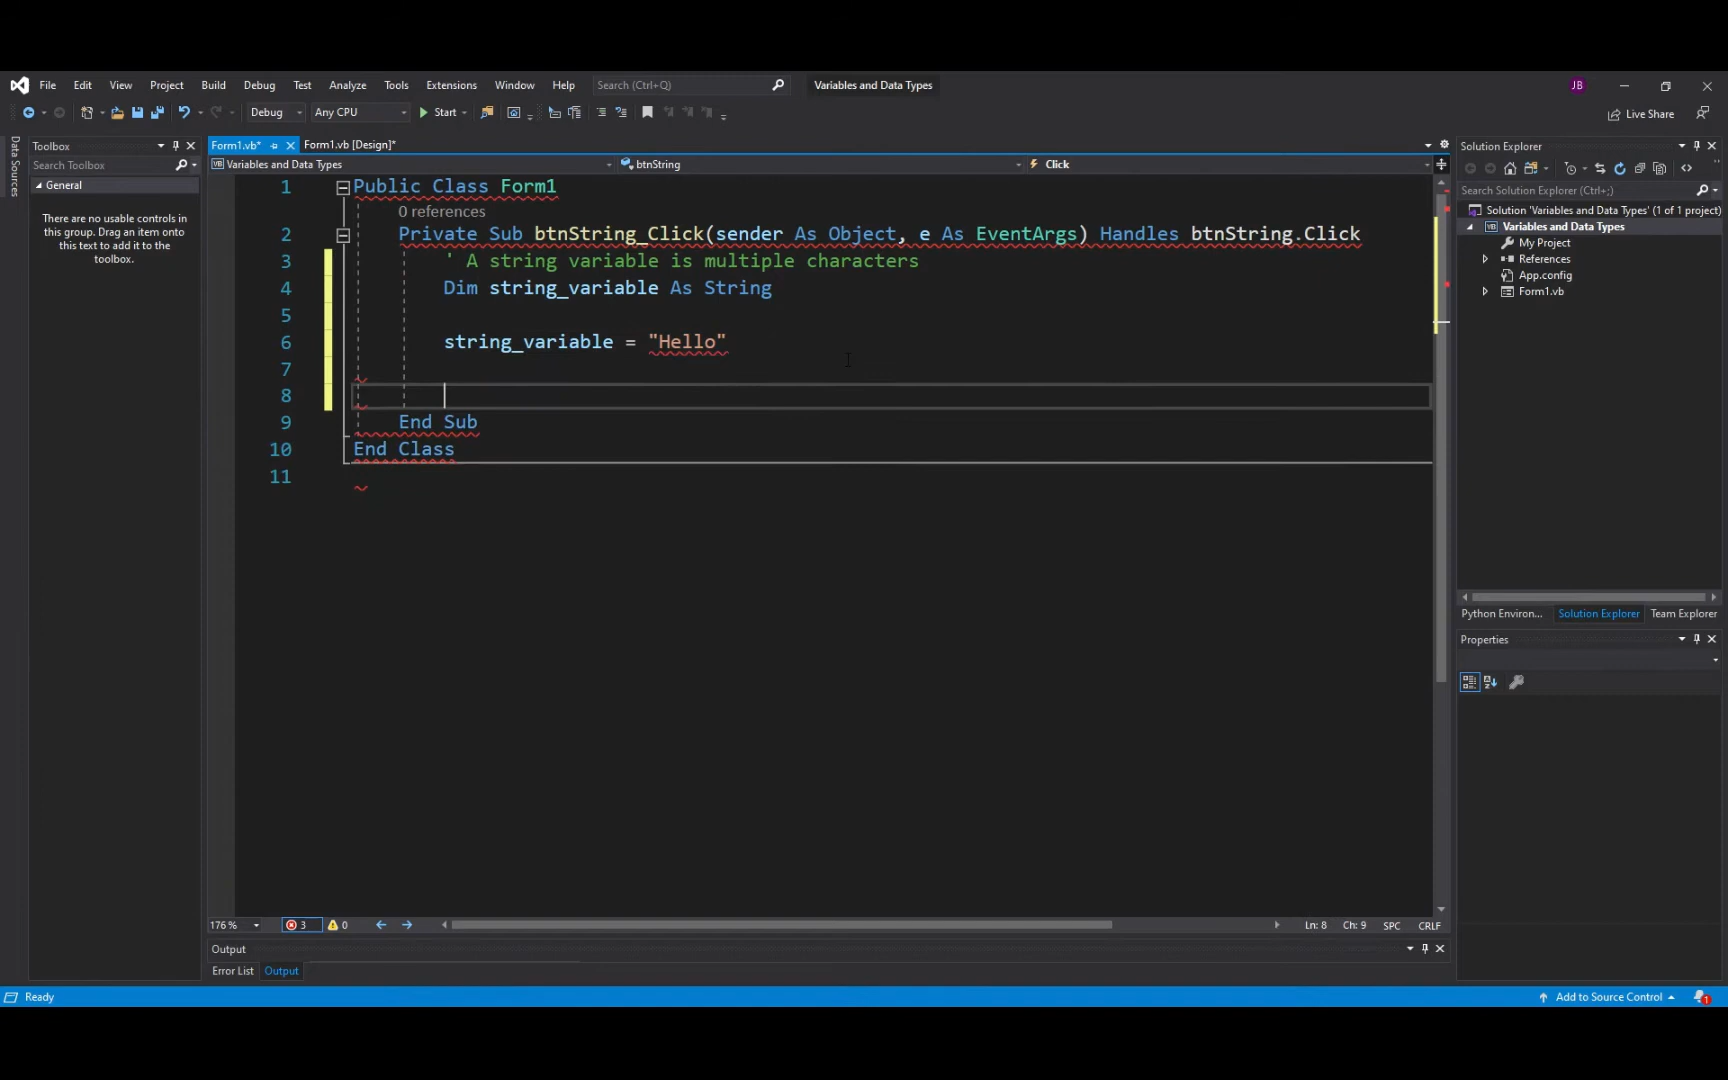 File Edit View Project Build Debug Test Analyze Tools Extensions Window Help Search (Ctrl+Q) Variables and Data Types JB
Debug Any CPU Start Live Share
Data Sources
Toolbox
Search Toolbox
General
There are no usable controls in
this group. Drag an item onto
this text to add it to the
toolbox.
Form1.vb* Form1.vb [Design]*
Variables and Data Types btnString Click
1 Public Class Form1
0 references
2 Private Sub btnString_Click(sender As Object, e As EventArgs) Handles btnString.Click
3 ' A string variable is multiple characters
4 Dim string_variable As String
5
6 string_variable = "Hello"
7
8
9 End Sub
10 End Class
11
176 % 3 0 Ln: 8 Ch: 9 SPC CRLF
Output
Error List Output
Solution Explorer
Search Solution Explorer (Ctrl+;)
Solution 'Variables and Data Types' (1 of 1 project)
Variables and Data Types
My Project
References
App.config
Form1.vb
Python Environ... Solution Explorer Team Explorer
Properties
Ready Add to Source Control 1